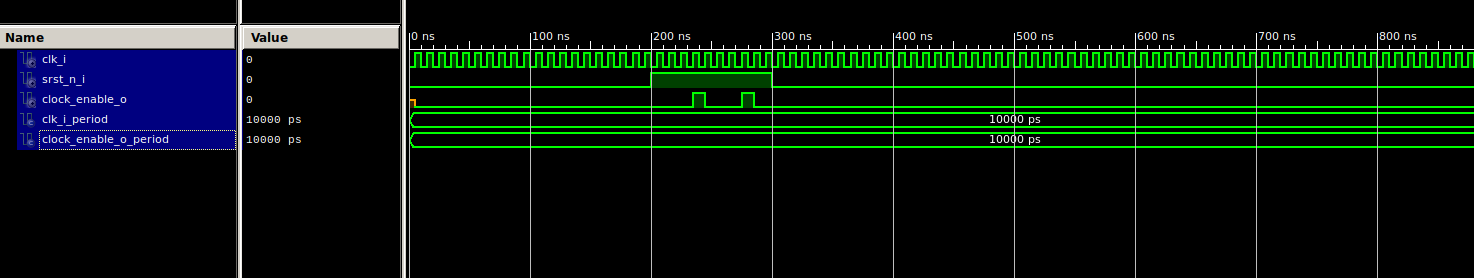 Name Value
0 ns 100 ns 200 ns 300 ns 400 ns 500 ns 600 ns 700 ns 800 ns
clk_i 0
srst_n_i 0
clock_enable_o 0
clk_i_period 10000 ps 10000 ps
clock_enable_o_period 10000 ps 10000 ps